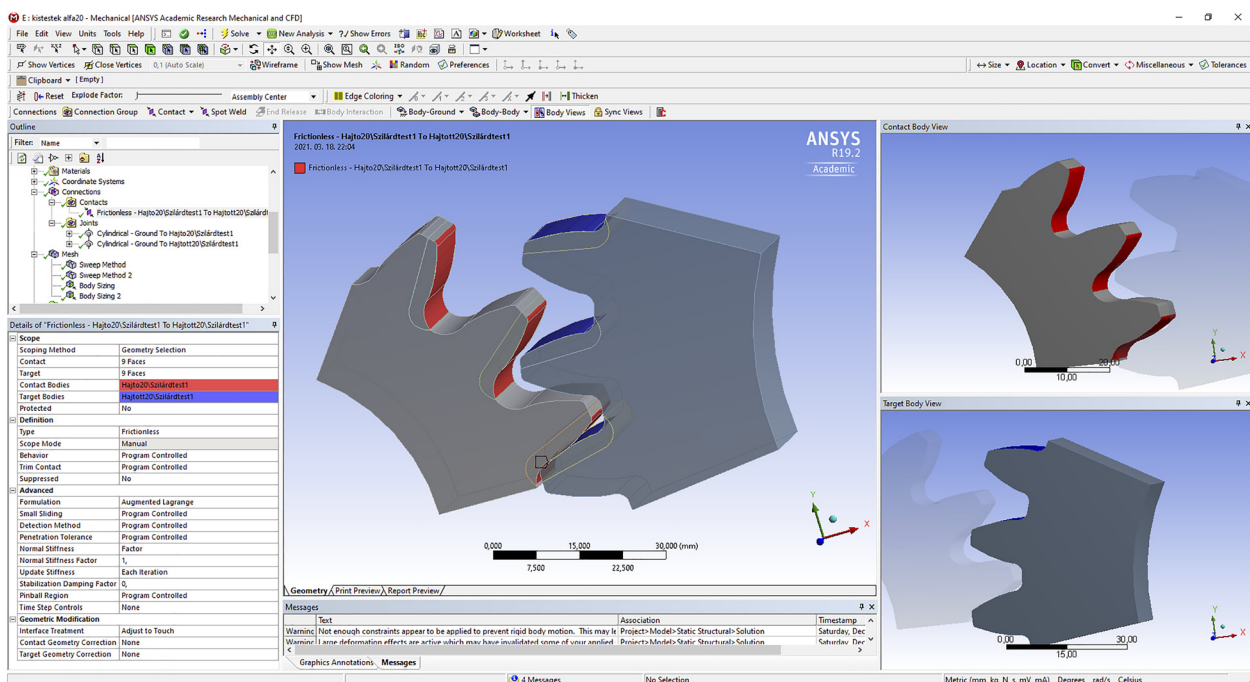 E : kistestek alfa20 - Mechanical [ANSYS Academic Research Mechanical and CFD]
File Edit View Units Tools Help Solve New Analysis ?/ Show Errors Worksheet
Show Vertices Close Vertices 0,1 (Auto Scale) Wireframe Show Mesh Random Preferences Size Location Convert Miscellaneous Tolerances
Clipboard [Empty]
Reset Explode Factor: Assembly Center Edge Coloring Thicken
Connections Connection Group Contact Spot Weld End Release Body Interaction Body-Ground Body-Body Body Views Sync Views
Outline
Filter: Name
Materials
Coordinate Systems
Connections
Contacts
Frictionless - Hajto20\Szilárdtest1 To Hajtott20\Szilárdt
Joints
Cylindrical - Ground To Hajto20\Szilárdtest1
Cylindrical - Ground To Hajtott20\Szilárdtest1
Mesh
Sweep Method
Sweep Method 2
Body Sizing
Body Sizing 2
Details of "Frictionless - Hajto20\Szilárdtest1 To Hajtott20\Szilárdtest1"
Scope
Scoping Method Geometry Selection
Contact 9 Faces
Target 9 Faces
Contact Bodies Hajto20\Szilárdtest1
Target Bodies Hajtott20\Szilárdtest1
Protected No
Definition
Type Frictionless
Scope Mode Manual
Behavior Program Controlled
Trim Contact Program Controlled
Suppressed No
Advanced
Formulation Augmented Lagrange
Small Sliding Program Controlled
Detection Method Program Controlled
Penetration Tolerance Program Controlled
Normal Stiffness Factor
Normal Stiffness Factor 1,
Update Stiffness Each Iteration
Stabilization Damping Factor 0,
Pinball Region Program Controlled
Time Step Controls None
Geometric Modification
Interface Treatment Adjust to Touch
Contact Geometry Correction None
Target Geometry Correction None
Frictionless - Hajto20\Szilárdtest1 To Hajtott20\Szilárdtest1
2021. 03. 18. 22:04
Frictionless - Hajto20\Szilárdtest1 To Hajtott20\Szilárdtest1
ANSYS
R19.2
Academic
Y
X
0,000 15,000 30,000 (mm)
7,500 22,500
Geometry Print Preview Report Preview
Messages
Text Association Timestamp
Warninc Not enough constraints appear to be applied to prevent rigid body motion. This may le Project>Model>Static Structural>Solution Saturday, Dec
Warninc Large deformation effects are active which may have invalidated some of your applied Project>Model>Static Structural>Solution Saturday, Dec
Graphics Annotations Messages
Contact Body View
0,00 20,00
10,00
Y
X
Target Body View
0,00 30,00
15,00
Y
X
4 Messages No Selection Metric (mm, kg, N, s, mV, mA) Degrees rad/s Celsius